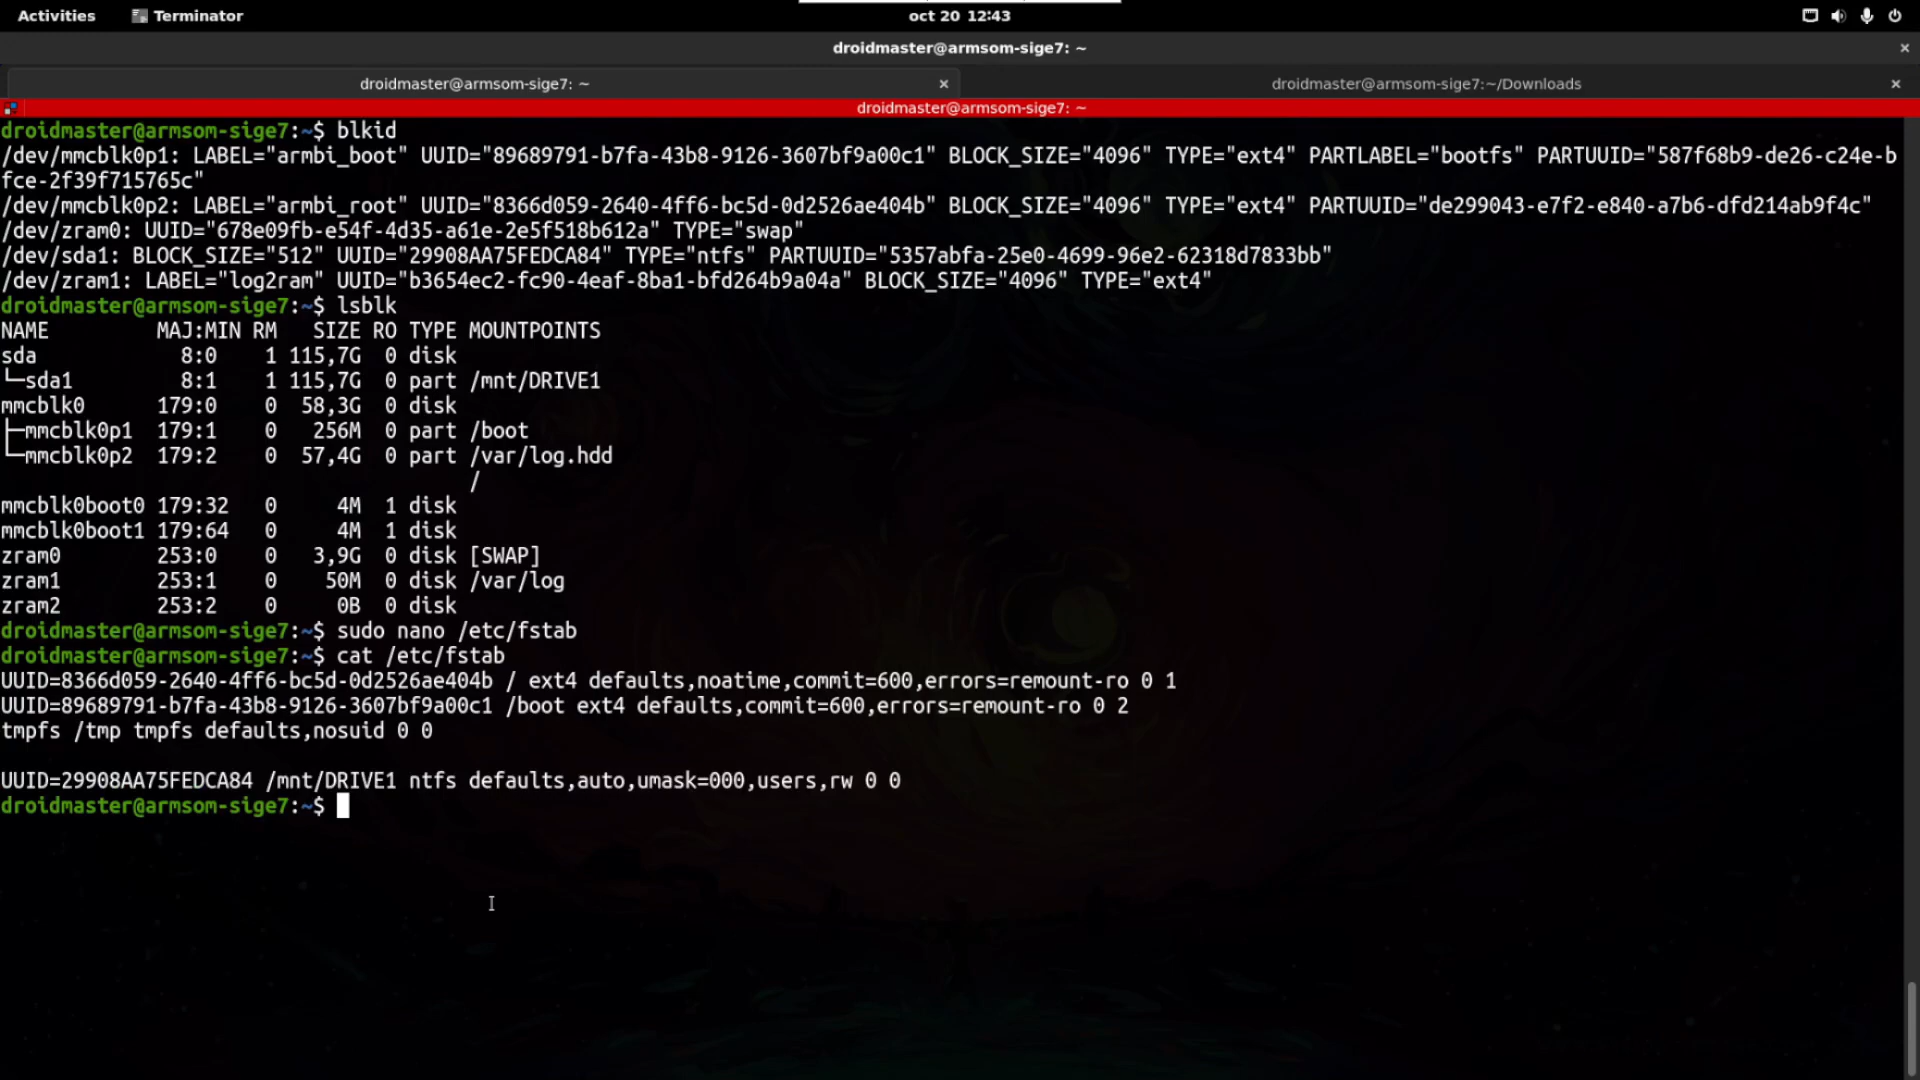 Activities Terminator oct 20 12:43
droidmaster@armsom-sige7: ~
droidmaster@armsom-sige7: ~ droidmaster@armsom-sige7:~/Downloads
droidmaster@armsom-sige7: ~
droidmaster@armsom-sige7:~$ blkid
/dev/mmcblk0p1: LABEL="armbi_boot" UUID="89689791-b7fa-43b8-9126-3607bf9a00c1" BLOCK_SIZE="4096" TYPE="ext4" PARTLABEL="bootfs" PARTUUID="587f68b9-de26-c24e-b
fce-2f39f715765c"
/dev/mmcblk0p2: LABEL="armbi_root" UUID="8366d059-2640-4ff6-bc5d-0d2526ae404b" BLOCK_SIZE="4096" TYPE="ext4" PARTUUID="de299043-e7f2-e840-a7b6-dfd214ab9f4c"
/dev/zram0: UUID="678e09fb-e54f-4d35-a61e-2e5f518b612a" TYPE="swap"
/dev/sda1: BLOCK_SIZE="512" UUID="29908AA75FEDCA84" TYPE="ntfs" PARTUUID="5357abfa-25e0-4699-96e2-62318d7833bb"
/dev/zram1: LABEL="log2ram" UUID="b3654ec2-fc90-4eaf-8ba1-bfd264b9a04a" BLOCK_SIZE="4096" TYPE="ext4"
droidmaster@armsom-sige7:~$ lsblk
NAME         MAJ:MIN RM   SIZE RO TYPE MOUNTPOINTS
sda            8:0    1 115,7G  0 disk
└─sda1         8:1    1 115,7G  0 part /mnt/DRIVE1
mmcblk0      179:0    0  58,3G  0 disk
├─mmcblk0p1  179:1    0   256M  0 part /boot
└─mmcblk0p2  179:2    0  57,4G  0 part /var/log.hdd
/
mmcblk0boot0 179:32   0     4M  1 disk
mmcblk0boot1 179:64   0     4M  1 disk
zram0        253:0    0   3,9G  0 disk [SWAP]
zram1        253:1    0    50M  0 disk /var/log
zram2        253:2    0     0B  0 disk
droidmaster@armsom-sige7:~$ sudo nano /etc/fstab
droidmaster@armsom-sige7:~$ cat /etc/fstab
UUID=8366d059-2640-4ff6-bc5d-0d2526ae404b / ext4 defaults,noatime,commit=600,errors=remount-ro 0 1
UUID=89689791-b7fa-43b8-9126-3607bf9a00c1 /boot ext4 defaults,commit=600,errors=remount-ro 0 2
tmpfs /tmp tmpfs defaults,nosuid 0 0
UUID=29908AA75FEDCA84 /mnt/DRIVE1 ntfs defaults,auto,umask=000,users,rw 0 0
droidmaster@armsom-sige7:~$